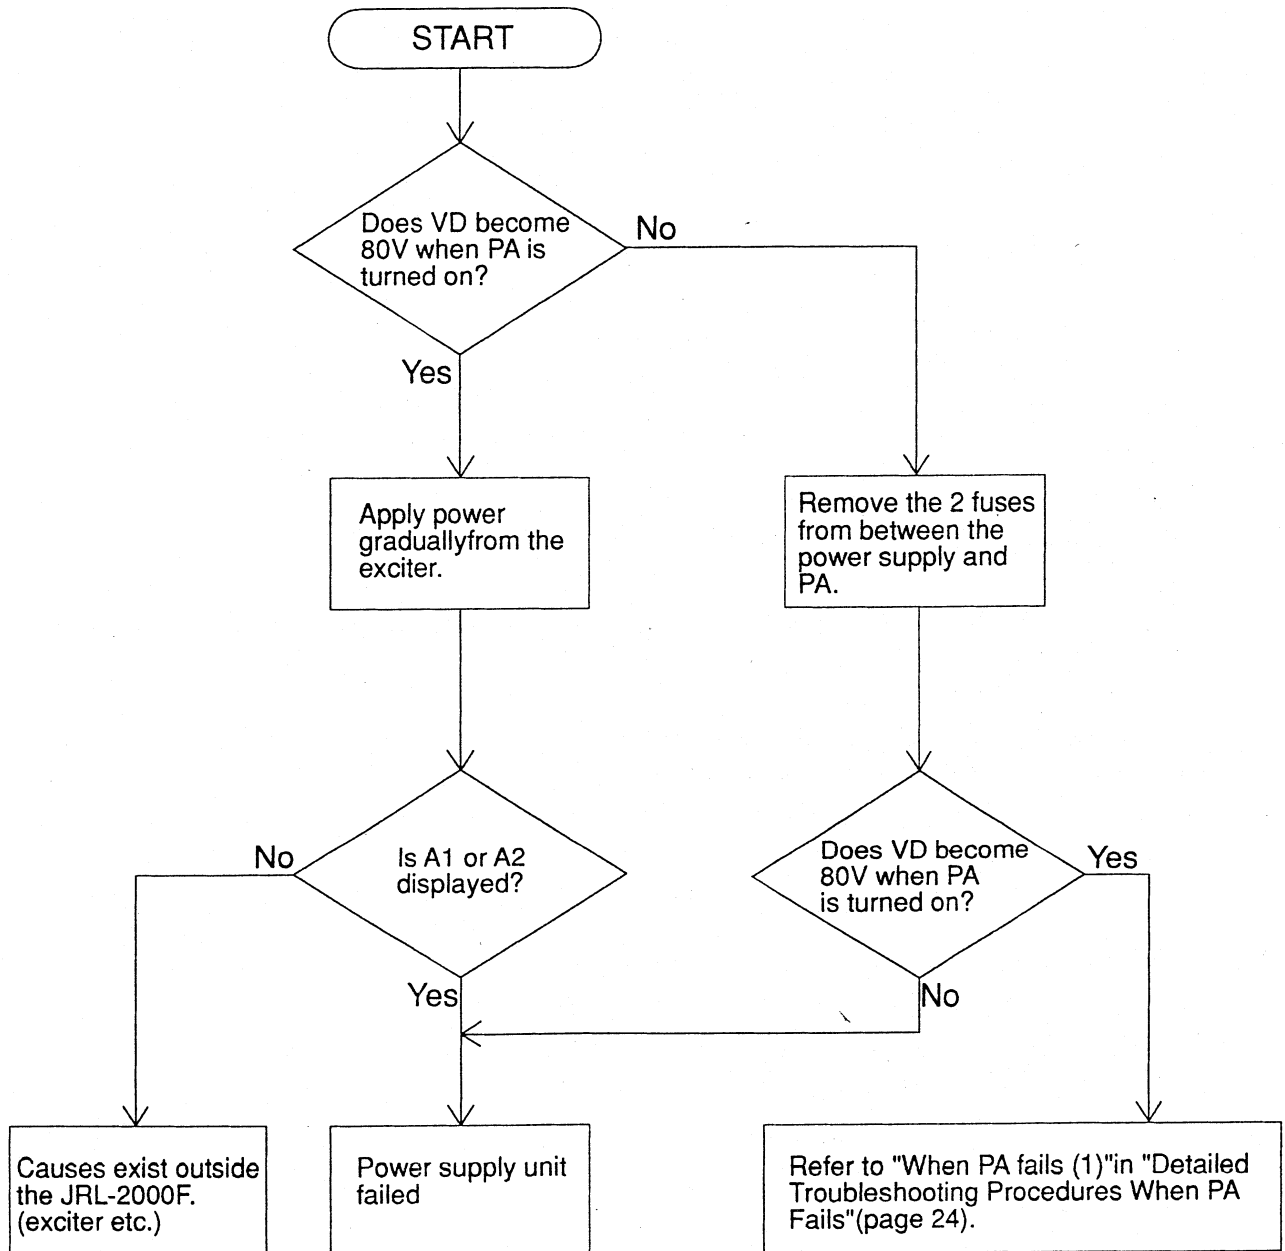 START
Does VD become
80V when PA is
turned on?
No
Yes
Apply power
graduallyfrom the
exciter.
Remove the 2 fuses
from between the
power supply and
PA.
Is A1 or A2
displayed?
No
Yes
Does VD become
80V when PA
is turned on?
Yes
No
Causes exist outside
the JRL-2000F.
(exciter etc.)
Power supply unit
failed
Refer to "When PA fails (1)"in "Detailed
Troubleshooting Procedures When PA
Fails"(page 24).